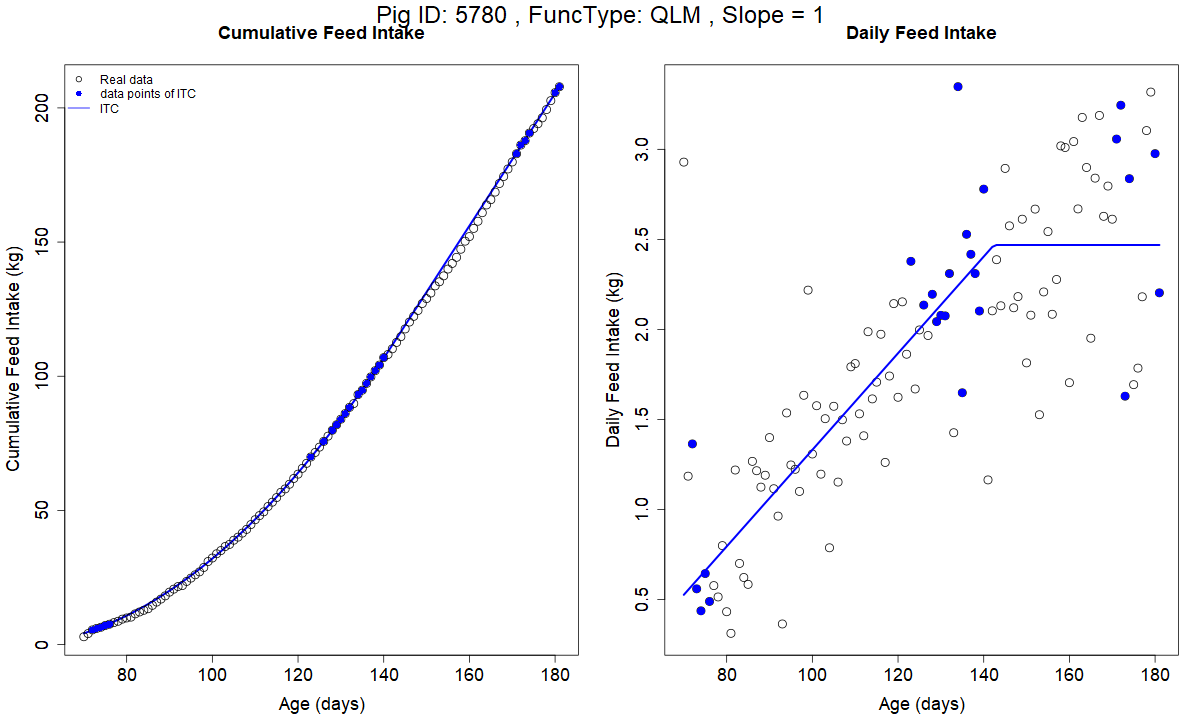 Pig ID: 5780 , FuncType: QLM , Slope = 1
Cumulative Feed Intake
Daily Feed Intake
Real data
data points of ITC
ITC
Cumulative Feed Intake (kg)
0
50
100
150
200
80
100
120
140
160
180
Age (days)
Daily Feed Intake (kg)
0.5
1.0
1.5
2.0
2.5
3.0
80
100
120
140
160
180
Age (days)